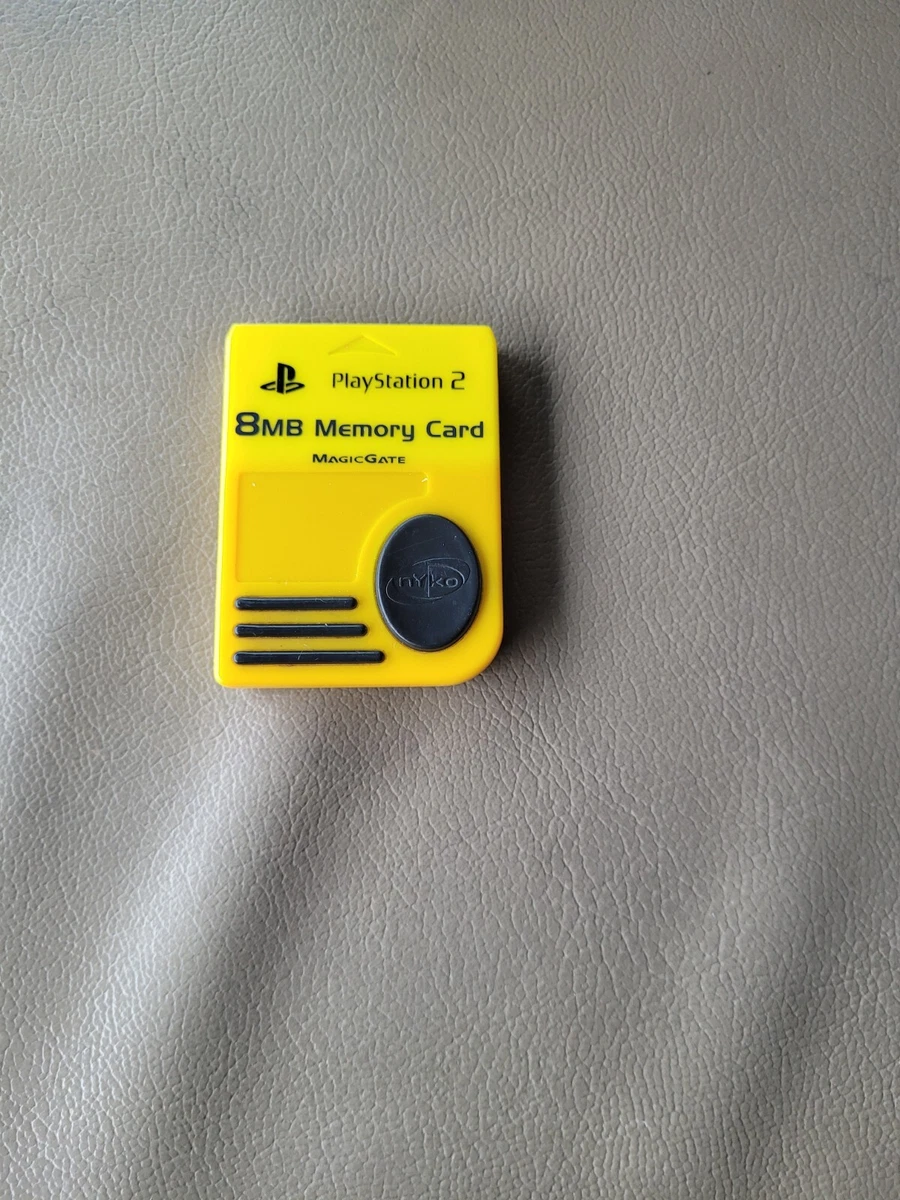 PlayStation 2
8MB Memory Card
MagicGate
nyko